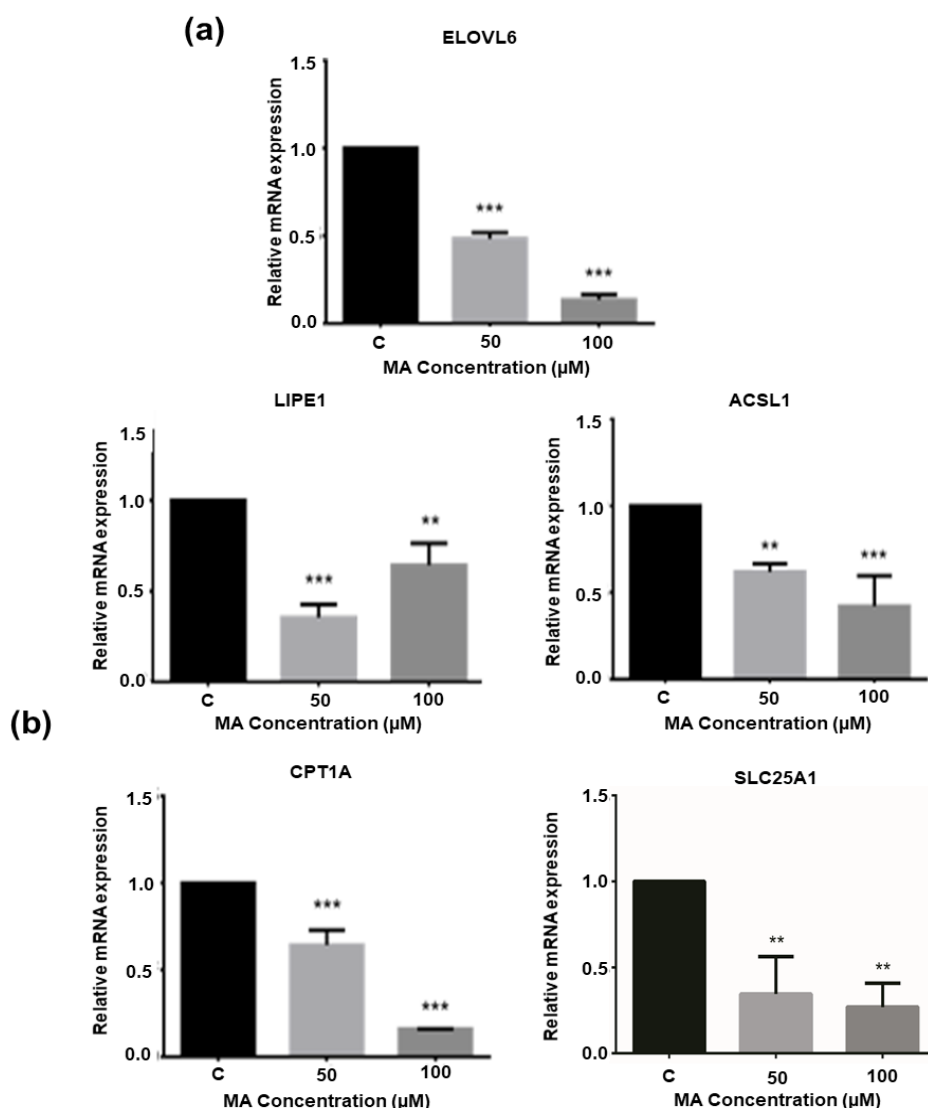 (a)
ELOVL6
Relative mRNA expression
1.5
1.0
0.5
0.0
***
***
C 50 100
MA Concentration (µM)
LIPE1
Relative mRNA expression
1.5
1.0
0.5
0.0
***
**
C 50 100
MA Concentration (µM)
ACSL1
Relative mRNA expression
1.5
1.0
0.5
0.0
**
***
C 50 100
MA Concentration (µM)
(b)
CPT1A
Relative mRNA expression
1.5
1.0
0.5
0.0
***
***
C 50 100
MA Concentration (µM)
SLC25A1
Relative mRNA expression
1.5
1.0
0.5
0.0
**
**
C 50 100
MA Concentration (µM)